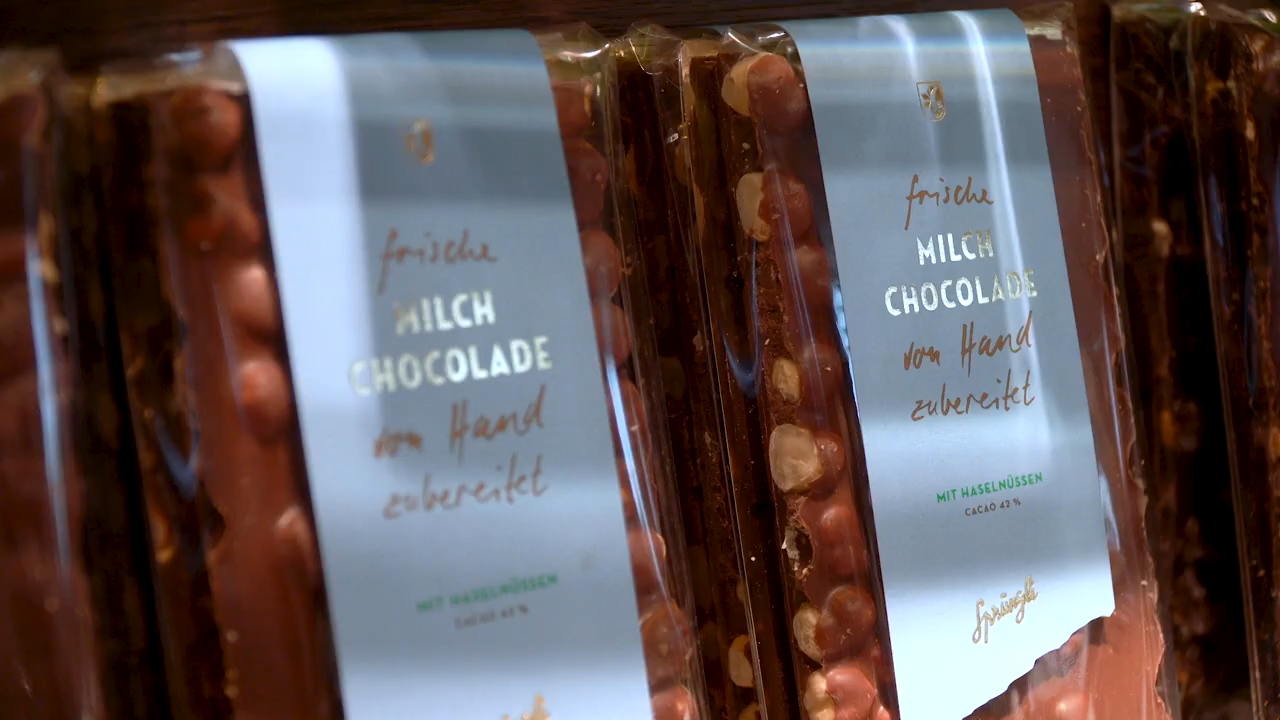 frische
MILCH
CHOCOLADE
von Hand
zubereitet
MIT HASELNÜSSEN
CACAO 42 %
frische
MILCH
CHOCOLADE
von Hand
zubereitet
MIT HASELNÜSSEN
CACAO 42 %
Sprüngli